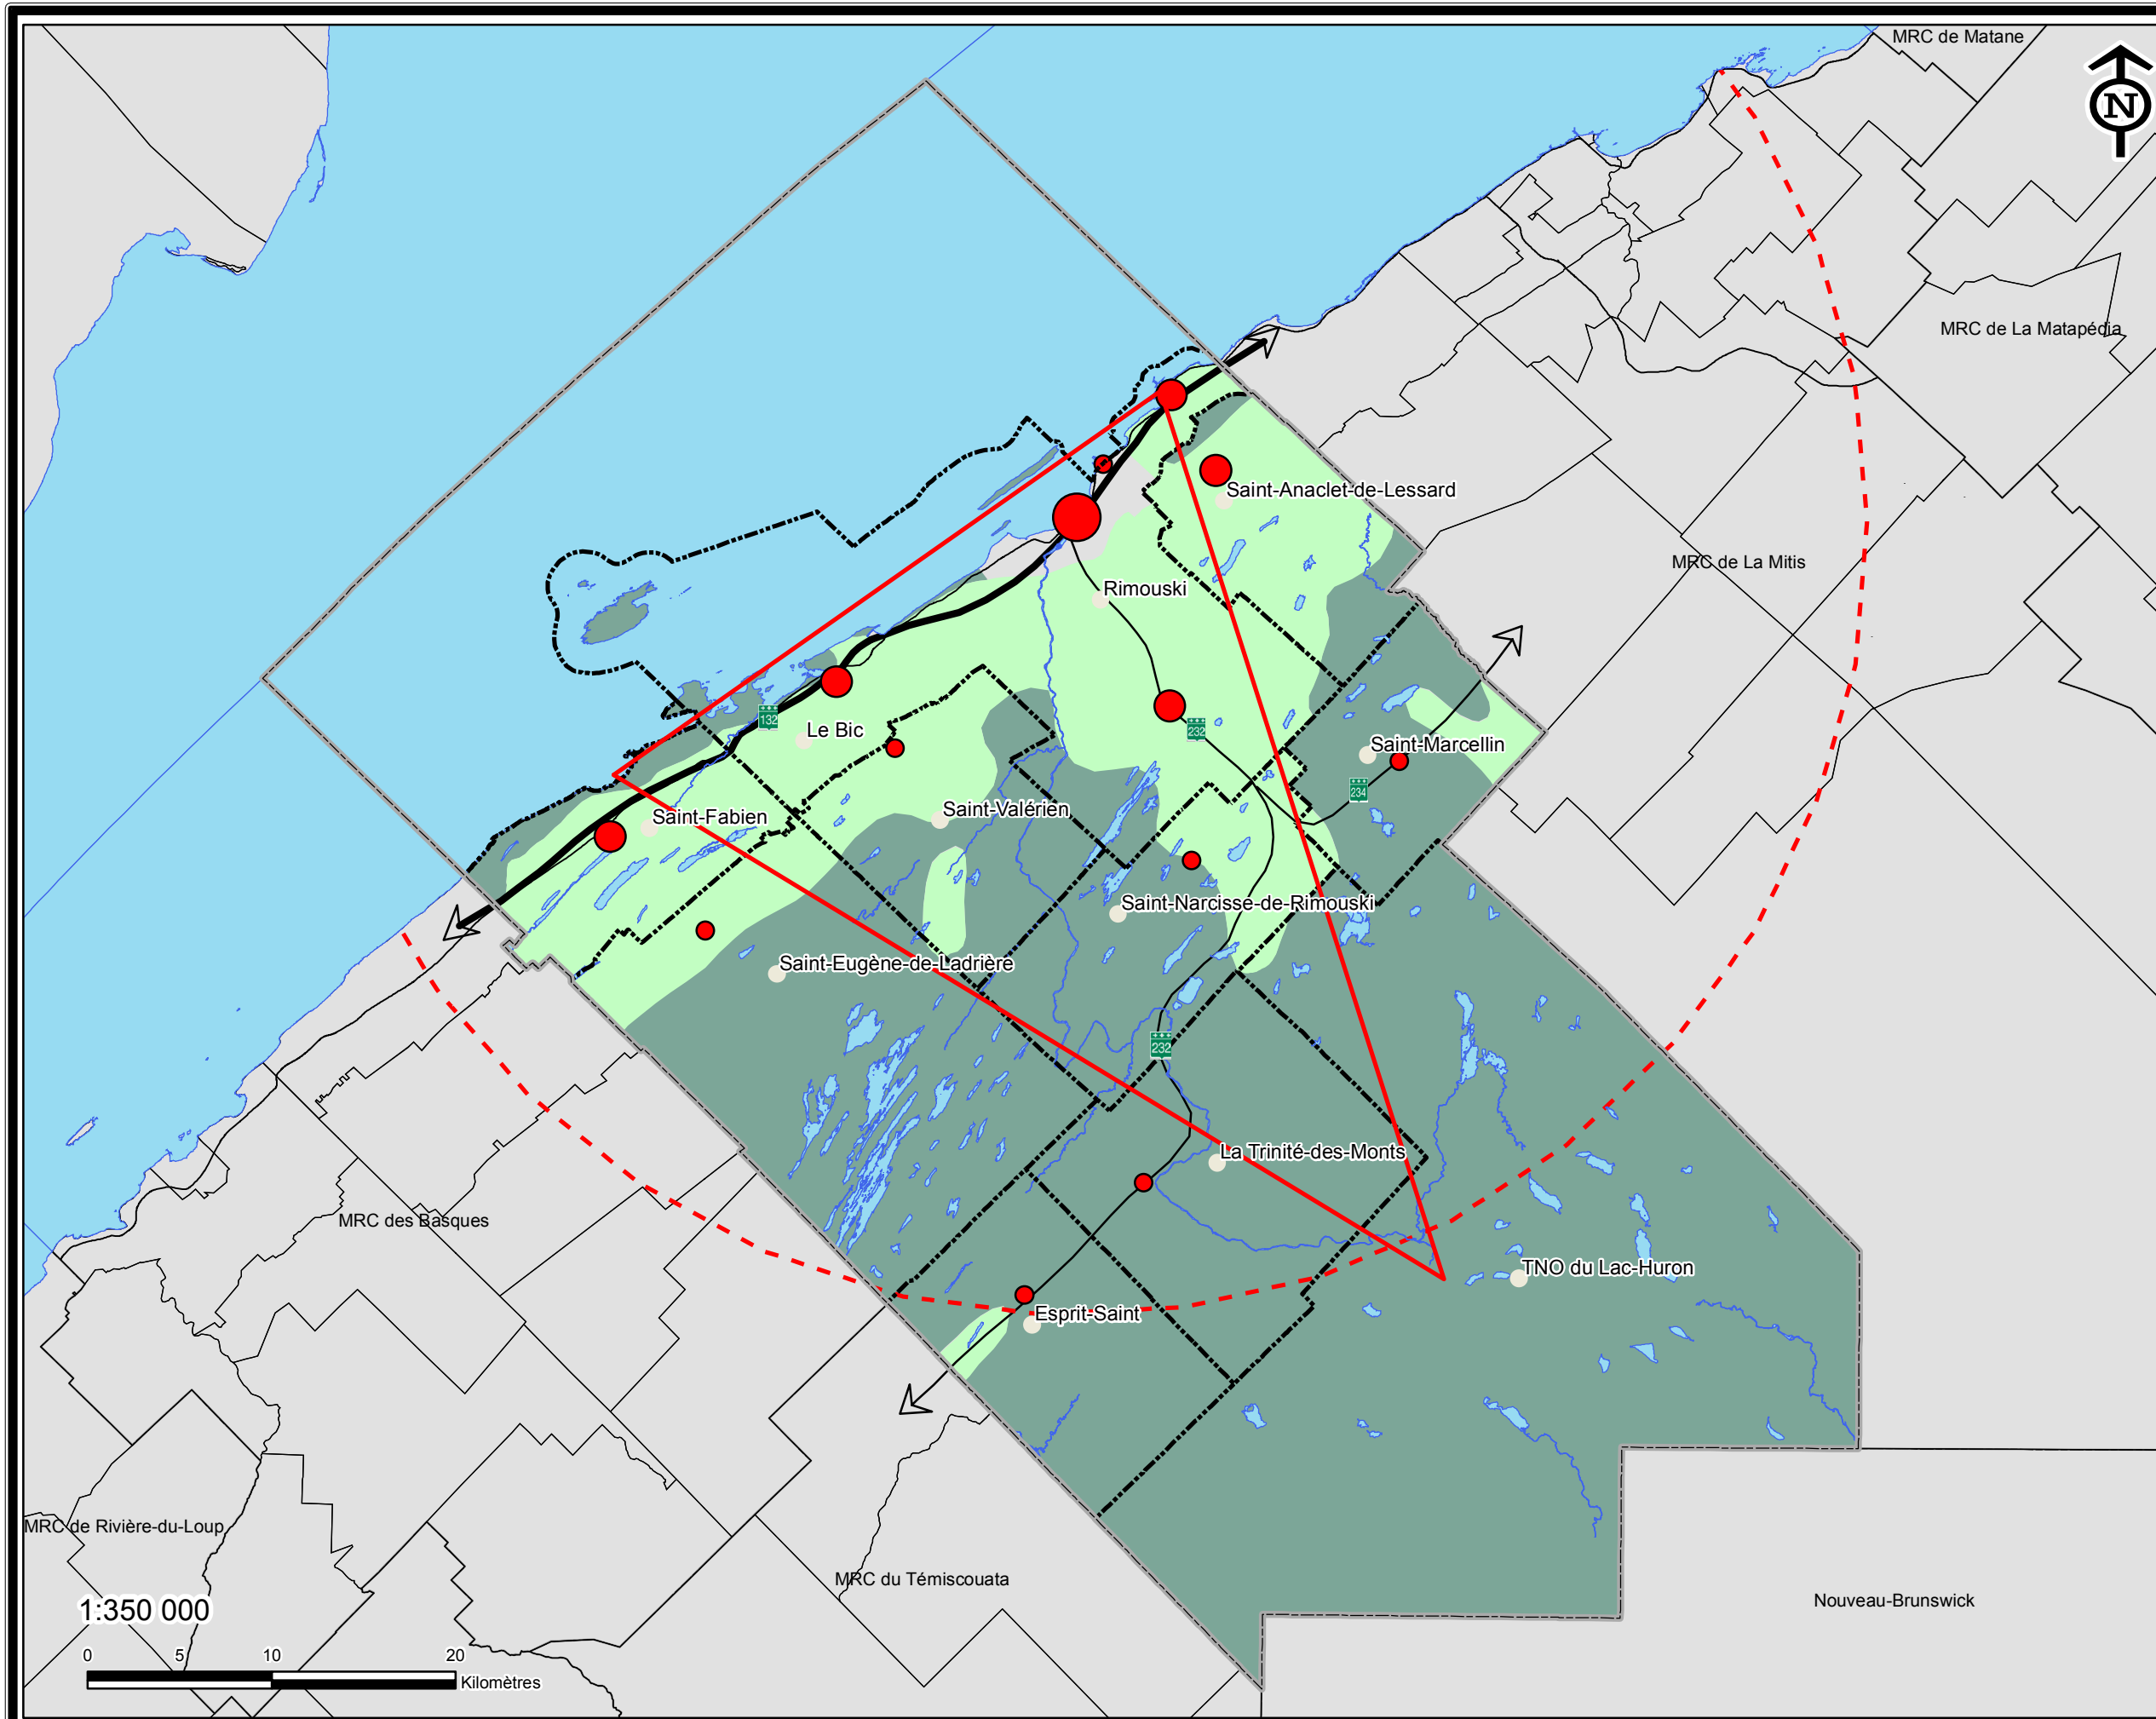 MRC de Matane
N
MRC de La Matapédia
Saint-Anaclet-de-Lessard
MRC de La Mitis
Rimouski
132
Le Bic
232
Saint-Marcellin
234
Saint-Fabien
Saint-Valérien
Saint-Narcisse-de-Rimouski
Saint-Eugène-de-Ladrière
232
La Trinité-des-Monts
MRC des Basques
TNO du Lac-Huron
Esprit-Saint
MRC de Rivière-du-Loup
MRC du Témiscouata
Nouveau-Brunswick
1:350 000
0 5 10 20
Kilomètres